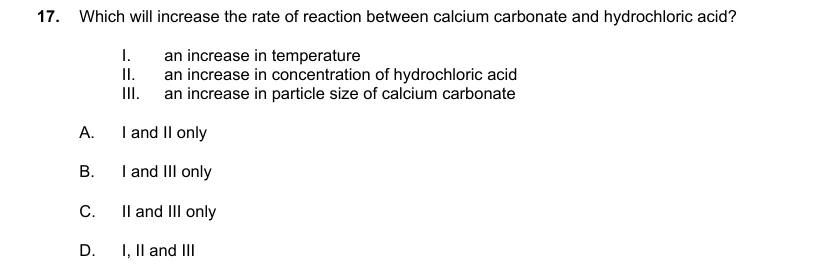 17. Which will increase the rate of reaction between calcium carbonate and hydrochloric acid?
I. an increase in temperature
II. an increase in concentration of hydrochloric acid
III. an increase in particle size of calcium carbonate
A. I and II only
B. I and III only
C. II and III only
D. I, II and III